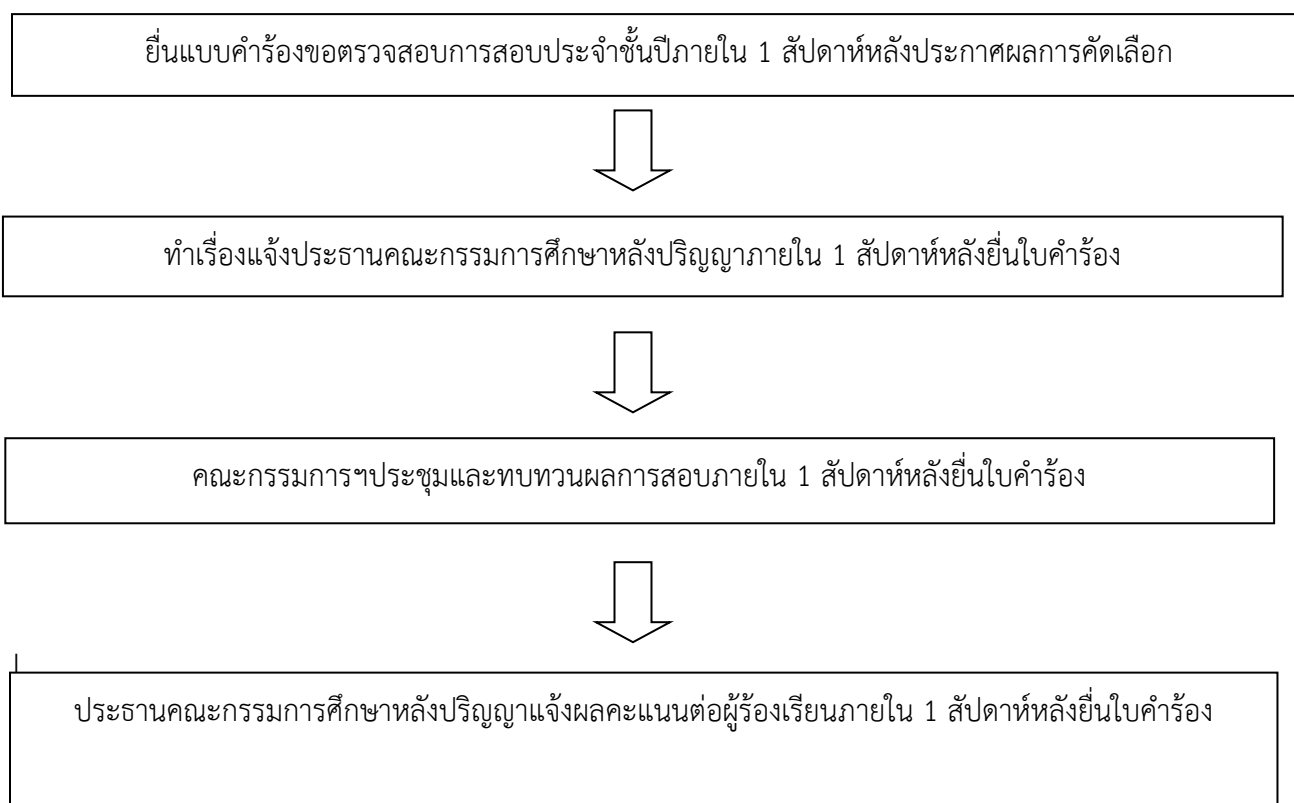 ยื่นแบบคำร้องขอตรวจสอบการสอบประจำชั้นปีภายใน 1 สัปดาห์หลังประกาศผลการคัดเลือก
ทำเรื่องแจ้งประธานคณะกรรมการศึกษาหลังปริญญาภายใน 1 สัปดาห์หลังยื่นใบคำร้อง
คณะกรรมการฯประชุมและทบทวนผลการสอบภายใน 1 สัปดาห์หลังยื่นใบคำร้อง
ประธานคณะกรรมการศึกษาหลังปริญญาแจ้งผลคะแนนต่อผู้ร้องเรียนภายใน 1 สัปดาห์หลังยื่นใบคำร้อง